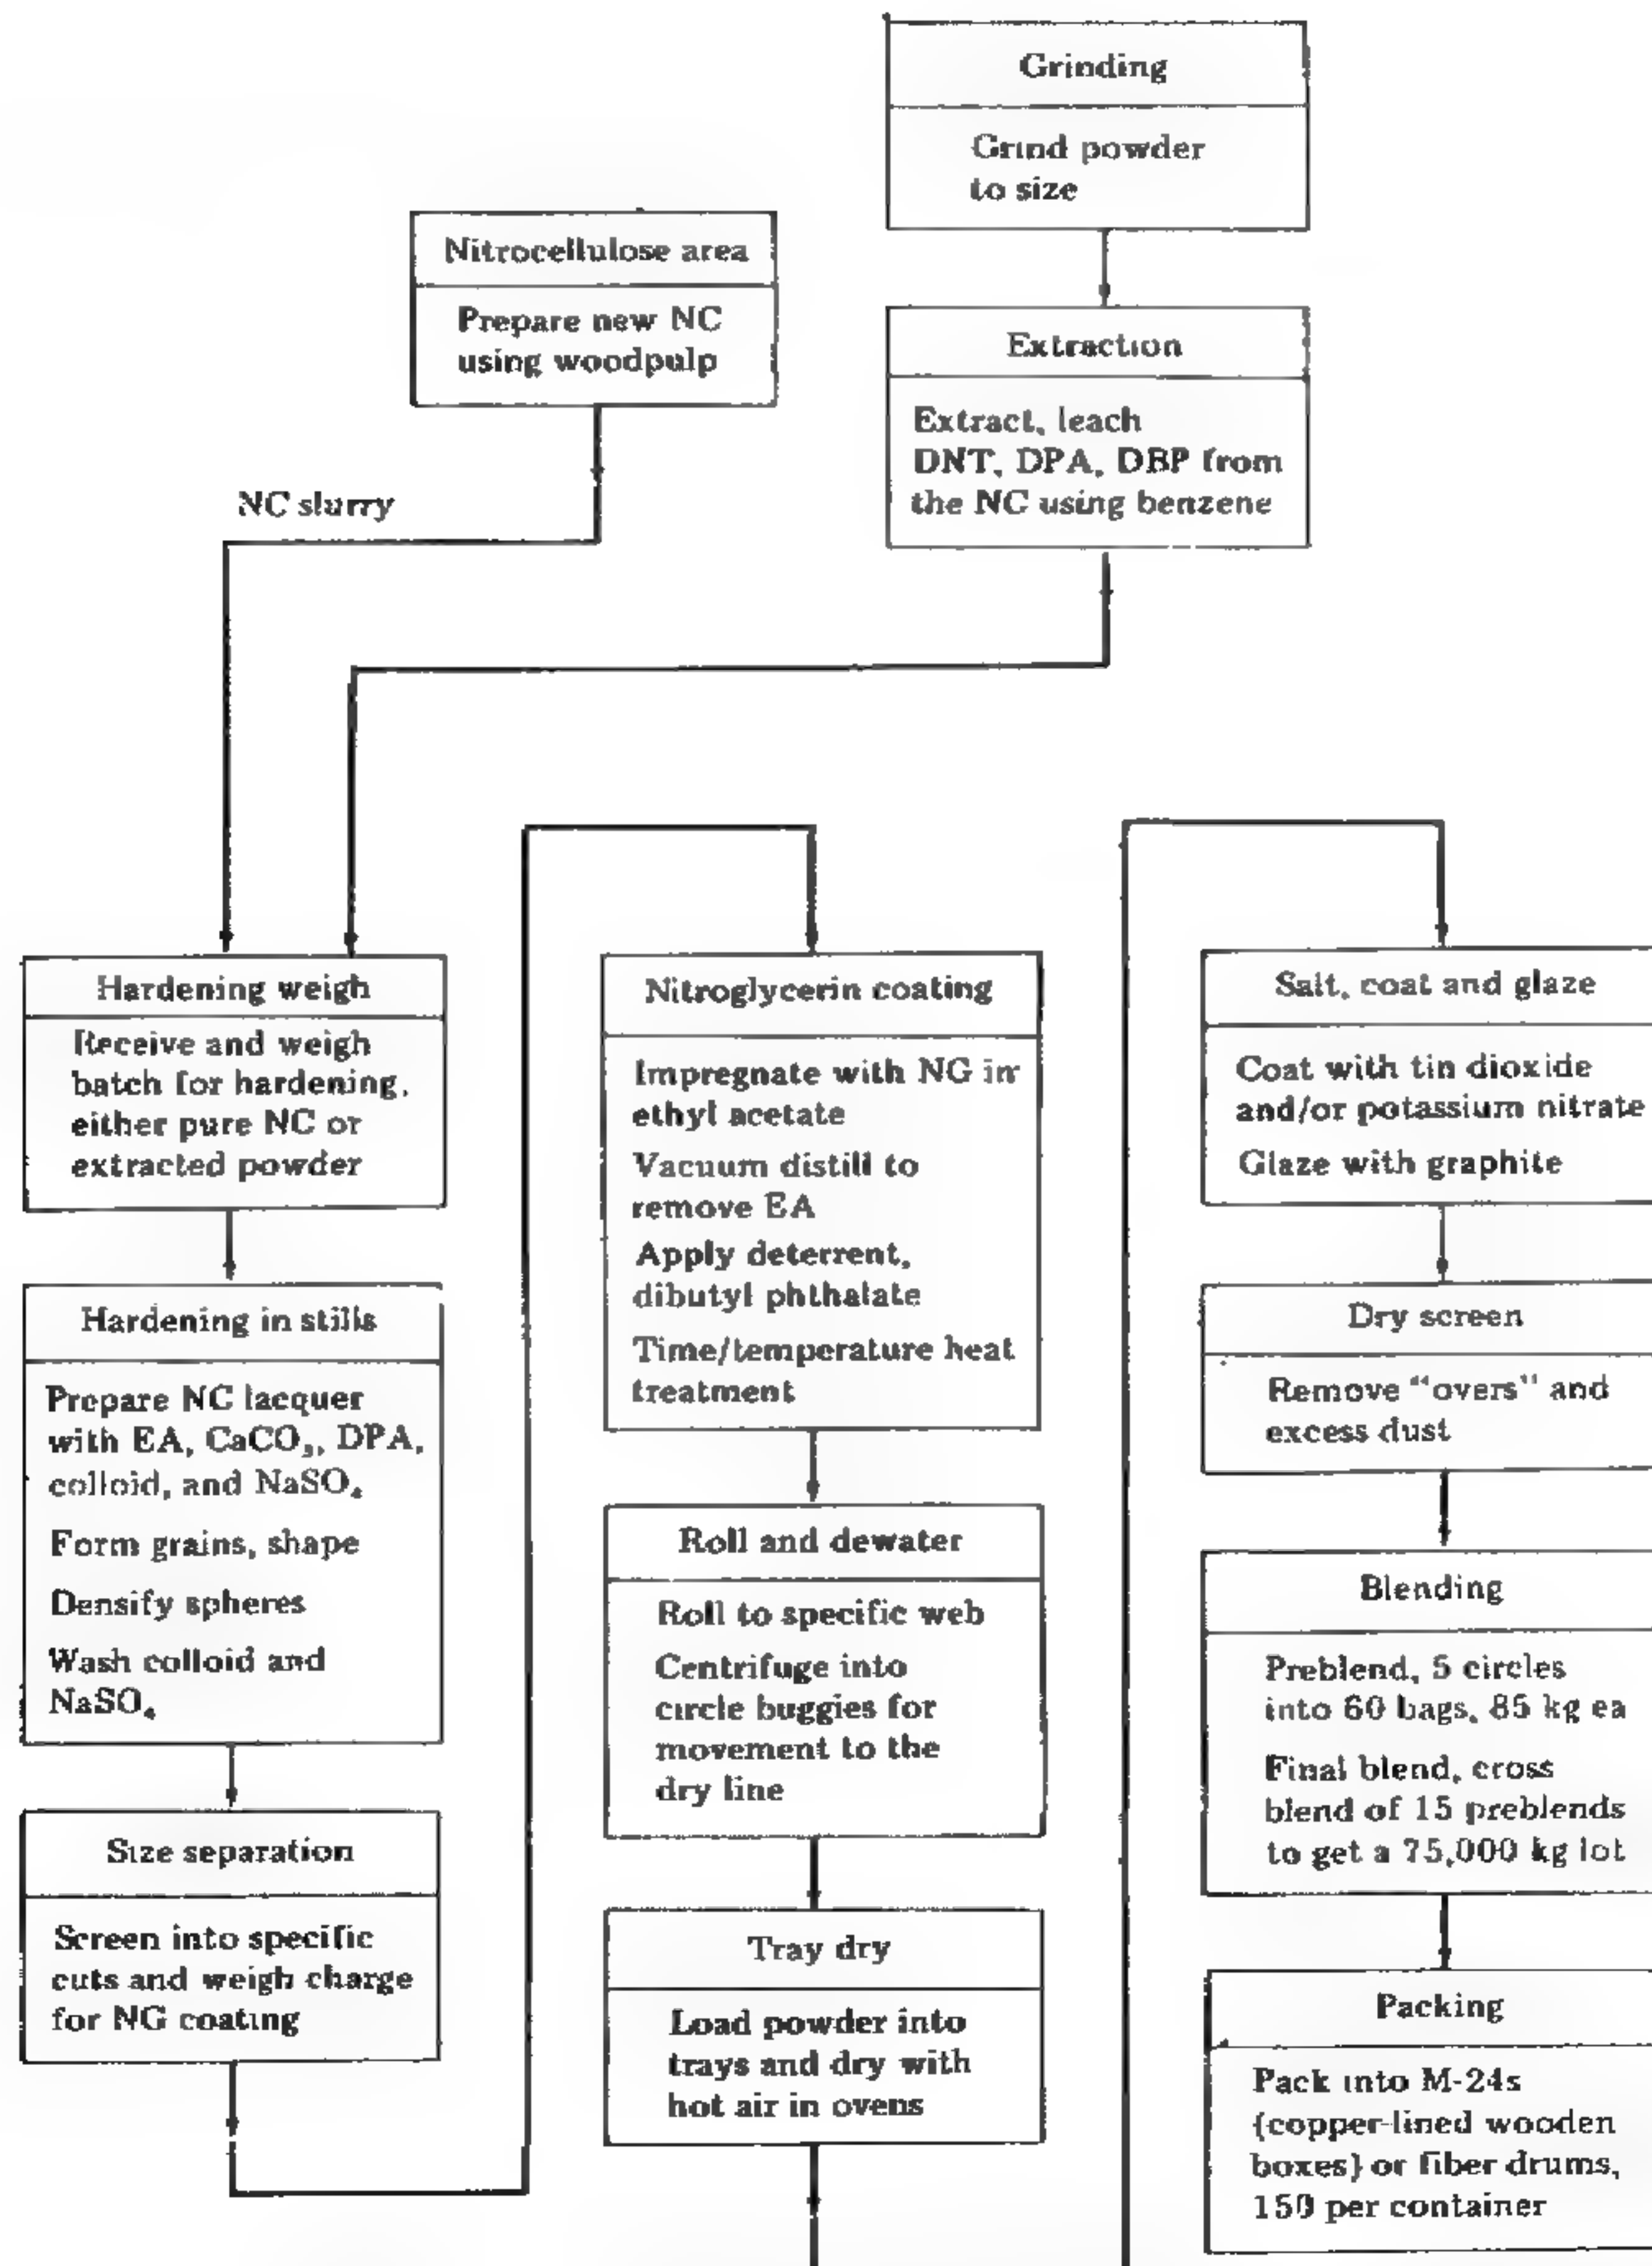 Grinding
Grind powder
to size
Nitrocellulose area
Prepare new NC
using woodpulp
Extraction
Extract, leach
DNT, DPA, DBP from
the NC using benzene
NC slurry
Hardening weigh
Receive and weigh
batch for hardening,
either pure NC or
extracted powder
Hardening in stills
Prepare NC lacquer
with EA, CaCO₃, DPA,
colloid, and NaSO₄
Form grains, shape
Densify spheres
Wash colloid and
NaSO₄
Size separation
Screen into specific
cuts and weigh charge
for NG coating
Nitroglycerin coating
Impregnate with NG in
ethyl acetate
Vacuum distill to
remove EA
Apply deterrent,
dibutyl phthalate
Time/temperature heat
treatment
Roll and dewater
Roll to specific web
Centrifuge into
circle buggies for
movement to the
dry line
Tray dry
Load powder into
trays and dry with
hot air in ovens
Salt, coat and glaze
Coat with tin dioxide
and/or potassium nitrate
Glaze with graphite
Dry screen
Remove "overs" and
excess dust
Blending
Preblend, 5 circles
into 60 bags, 85 kg ea
Final blend, cross
blend of 15 preblends
to get a 75,000 kg lot
Packing
Pack into M-24s
(copper-lined wooden
boxes) or fiber drums,
150 per container